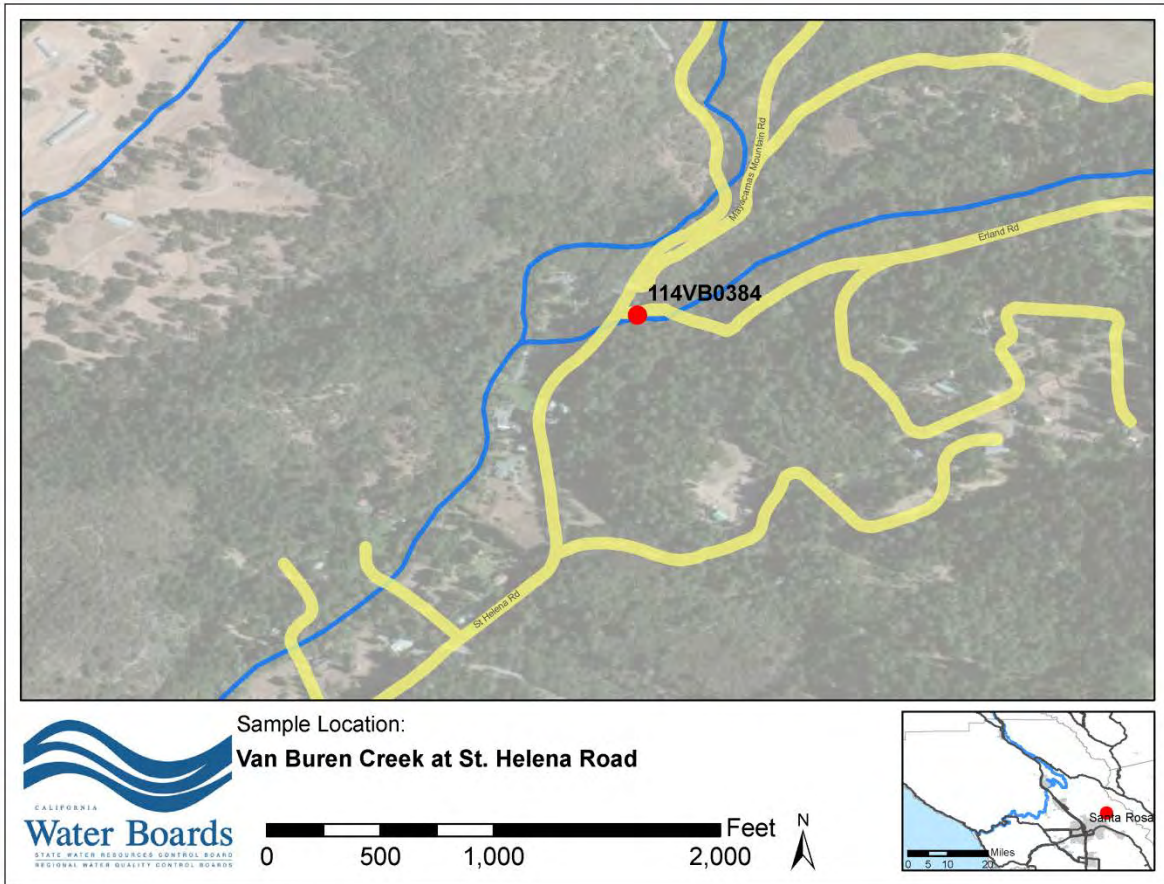 Mayacamas Mountain Rd
Erland Rd
114VB0384
St Helena Rd
Sample Location:
Van Buren Creek at St. Helena Road
CALIFORNIA
Water Boards
STATE WATER RESOURCES CONTROL BOARD
REGIONAL WATER QUALITY CONTROL BOARDS
Feet
0 500 1,000 2,000
N
Santa Rosa
Miles
0 5 10 20